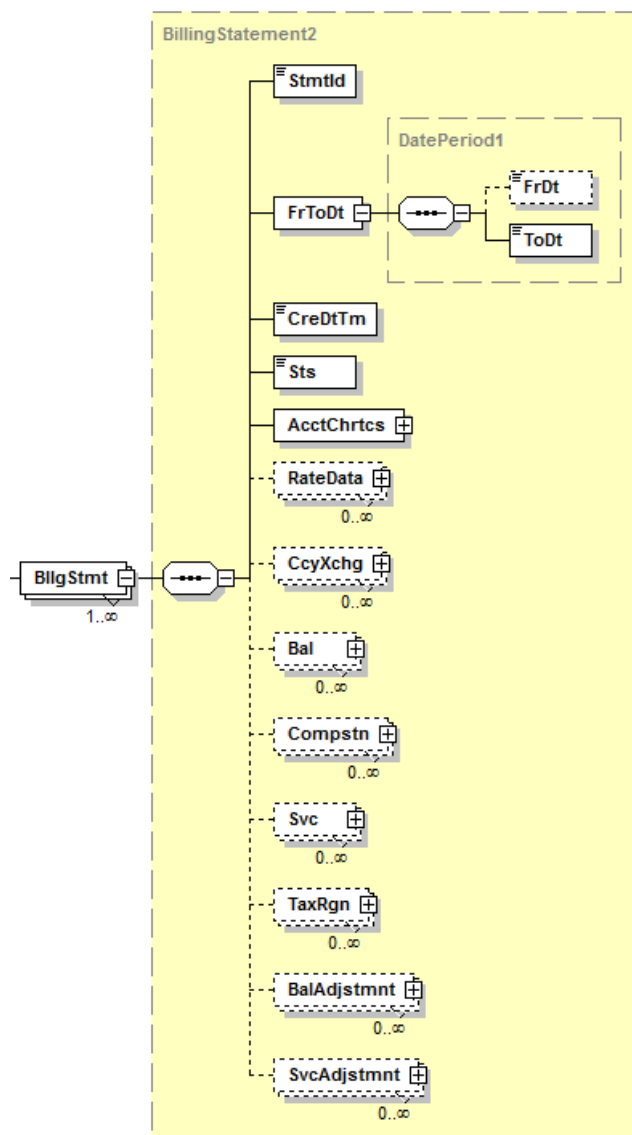 BillingStatement2
StmtId
DatePeriod1
FrDt
FrToDt
ToDt
CreDtTm
Sts
AcctChrtcs
RateData
0..∞
CcyXchg
BllgStmt
0..∞
1..∞
Bal
0..∞
Compstn
0..∞
Svc
0..∞
TaxRgn
0..∞
BalAdjstmnt
0..∞
SvcAdjstmnt
0..∞